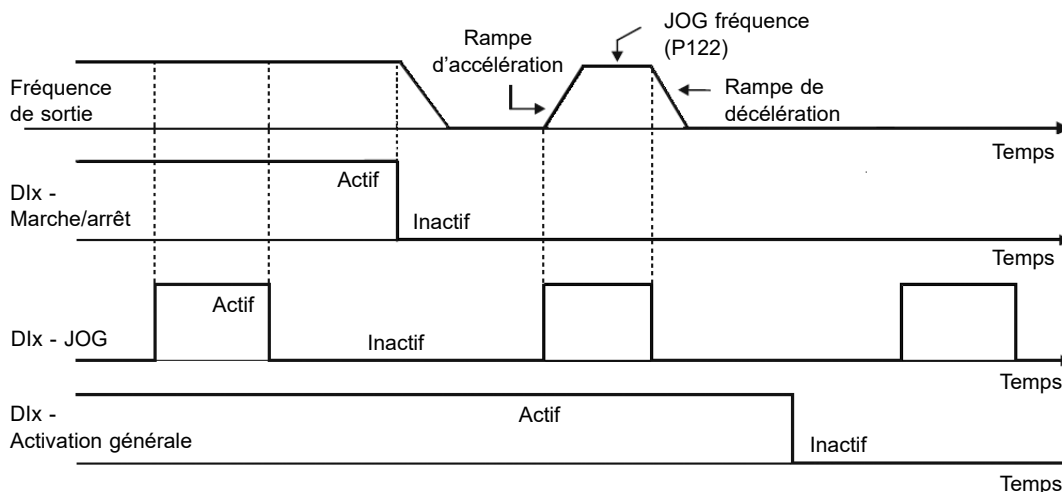 JOG fréquence
(P122)
Rampe
d'accélération
Fréquence
de sortie
Rampe de
décélération
Temps
DIx -
Marche/arrêt
Actif
Inactif
Temps
DIx - JOG
Actif
Inactif
Temps
DIx -
Activation générale
Actif
Inactif
Temps